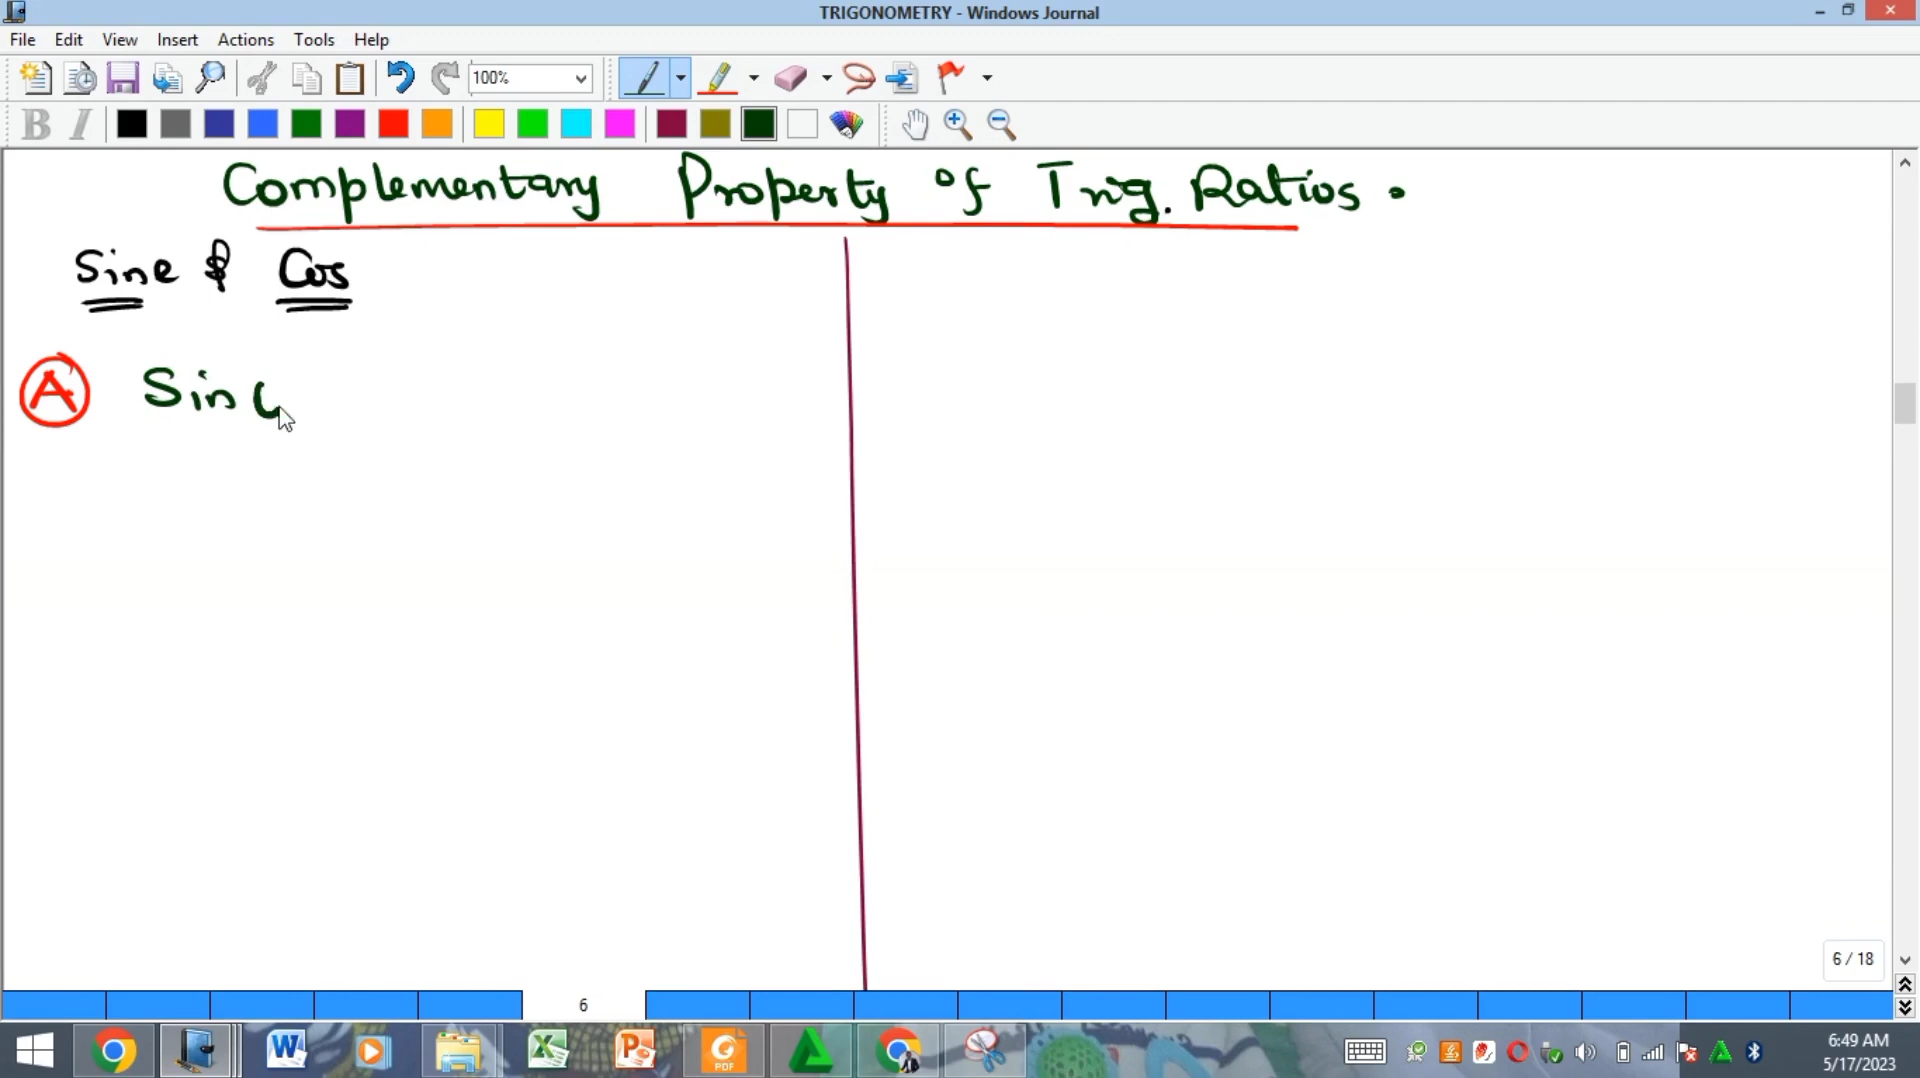 TRIGONOMETRY - Windows Journal
File Edit View Insert Actions Tools Help
100%
B I
Complementary Property of Trig. Ratios.
Sine & Cos
A Sin
6 / 18
6
6:49 AM
5/17/2023